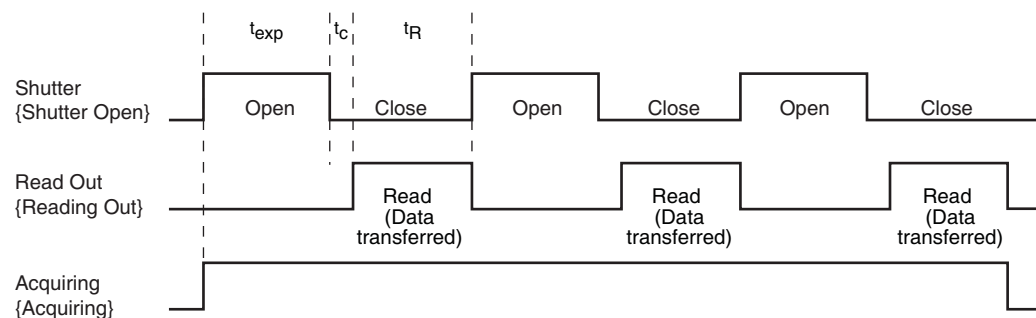 t_exp t_c t_R
Shutter
{Shutter Open}
Open Close Open Close Open Close
Read Out
{Reading Out}
Read
(Data
transferred)
Read
(Data
transferred)
Read
(Data
transferred)
Acquiring
{Acquiring}